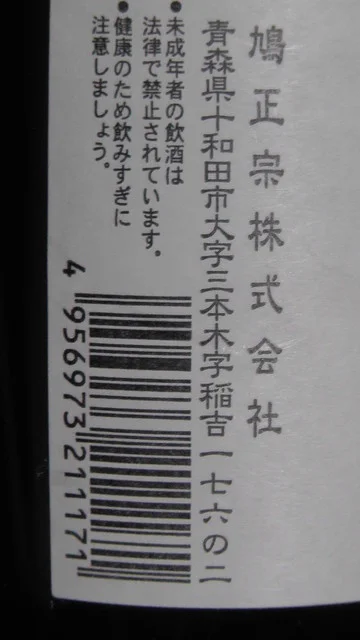 鳩正宗株式会社
青森県十和田市大字三本木字稲吉一七六の二
●未成年者の飲酒は
法律で禁止されています。
●健康のため飲みすぎに
注意しましょう。
4 956973 211171